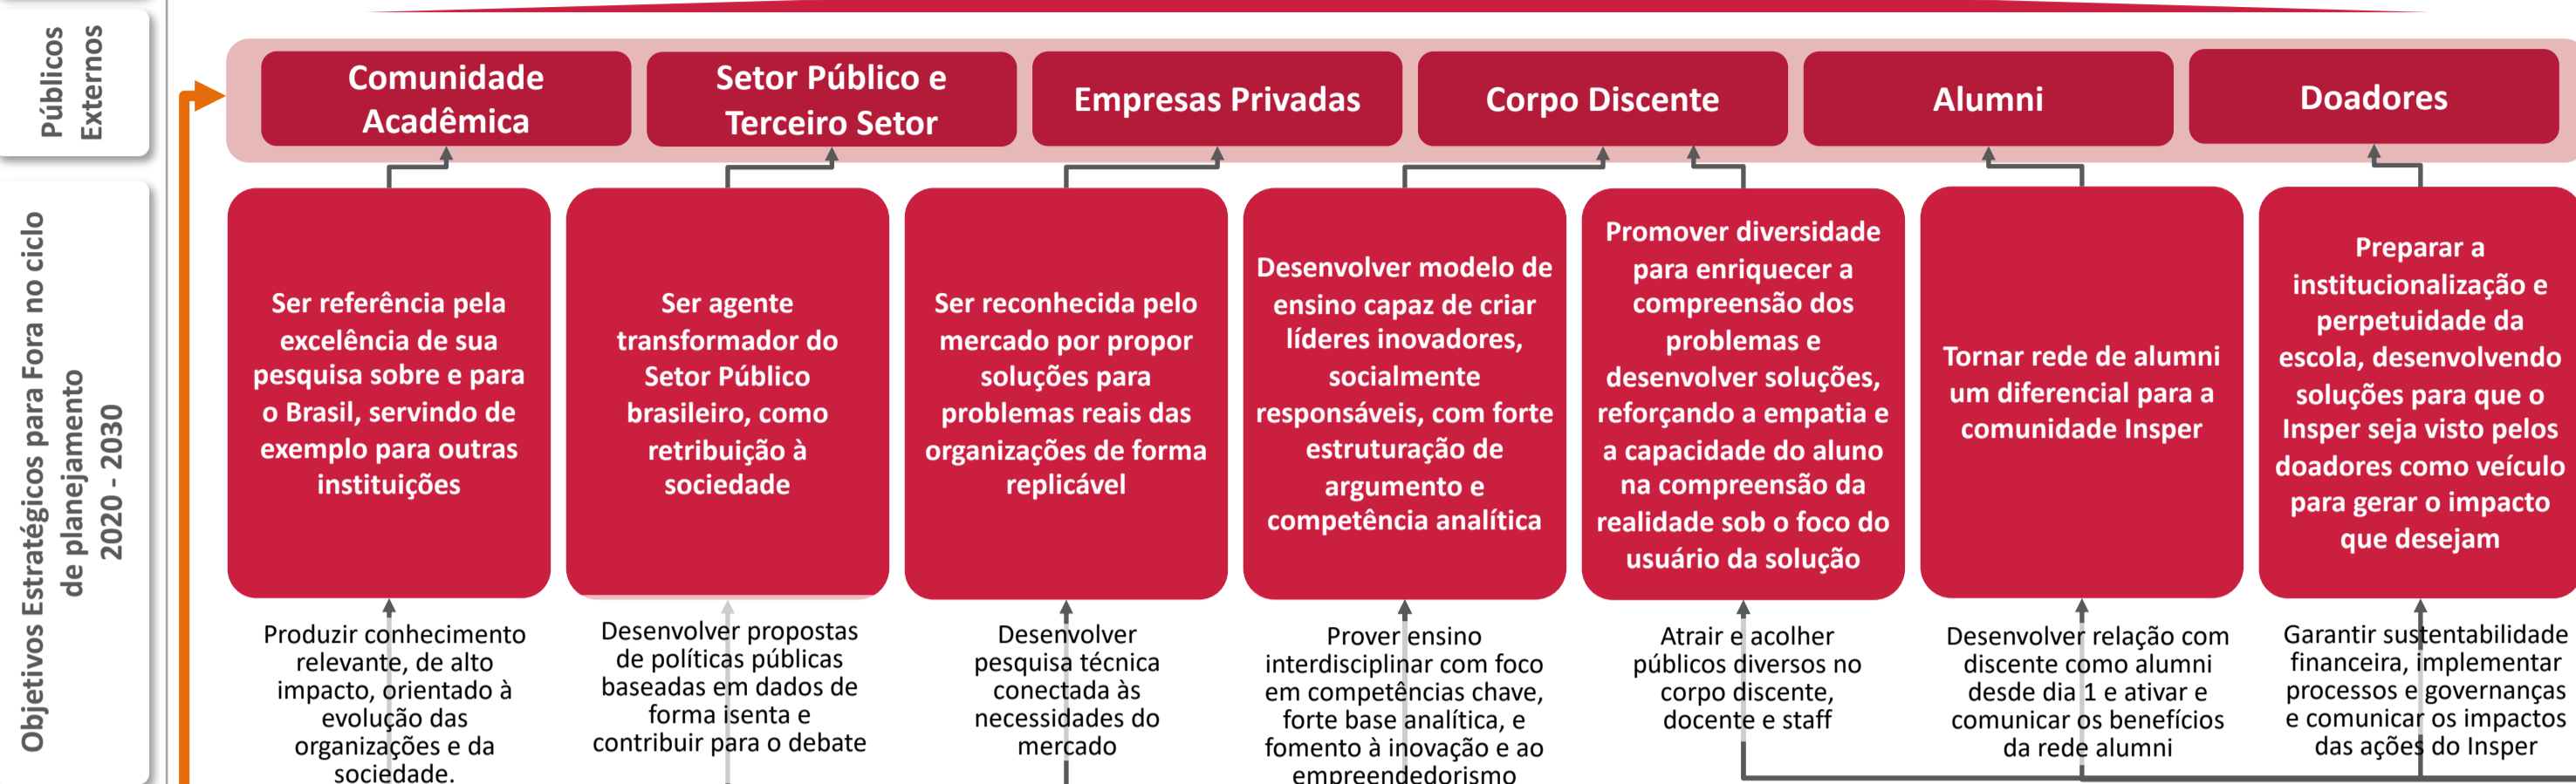 Públicos
Externos
Comunidade
Acadêmica
Setor Público e
Terceiro Setor
Empresas Privadas
Corpo Discente
Alumni
Doadores
Objetivos Estratégicos para Fora no ciclo
de planejamento
2020 - 2030
Ser referência pela
excelência de sua
pesquisa sobre e para
o Brasil, servindo de
exemplo para outras
instituições
Ser agente
transformador do
Setor Público
brasileiro, como
retribuição à
sociedade
Ser reconhecida pelo
mercado por propor
soluções para
problemas reais das
organizações de forma
replicável
Desenvolver modelo de
ensino capaz de criar
líderes inovadores,
socialmente
responsáveis, com forte
estruturação de
argumento e
competência analítica
Promover diversidade
para enriquecer a
compreensão dos
problemas e
desenvolver soluções,
reforçando a empatia e
a capacidade do aluno
na compreensão da
realidade sob o foco do
usuário da solução
Tornar rede de alumni
um diferencial para a
comunidade Insper
Preparar a
institucionalização e
perpetuidade da
escola, desenvolvendo
soluções para que o
Insper seja visto pelos
doadores como veículo
para gerar o impacto
que desejam
Produzir conhecimento
relevante, de alto
impacto, orientado à
evolução das
organizações e da
sociedade.
Desenvolver propostas
de políticas públicas
baseadas em dados de
forma isenta e
contribuir para o debate
Desenvolver
pesquisa técnica
conectada às
necessidades do
mercado
Prover ensino
interdisciplinar com foco
em competências chave,
forte base analítica, e
fomento à inovação e ao
empreendedorismo
Atrair e acolher
públicos diversos no
corpo discente,
docente e staff
Desenvolver relação com
discente como alumni
desde dia 1 e ativar e
comunicar os benefícios
da rede alumni
Garantir sustentabilidade
financeira, implementar
processos e governanças
e comunicar os impactos
das ações do Insper